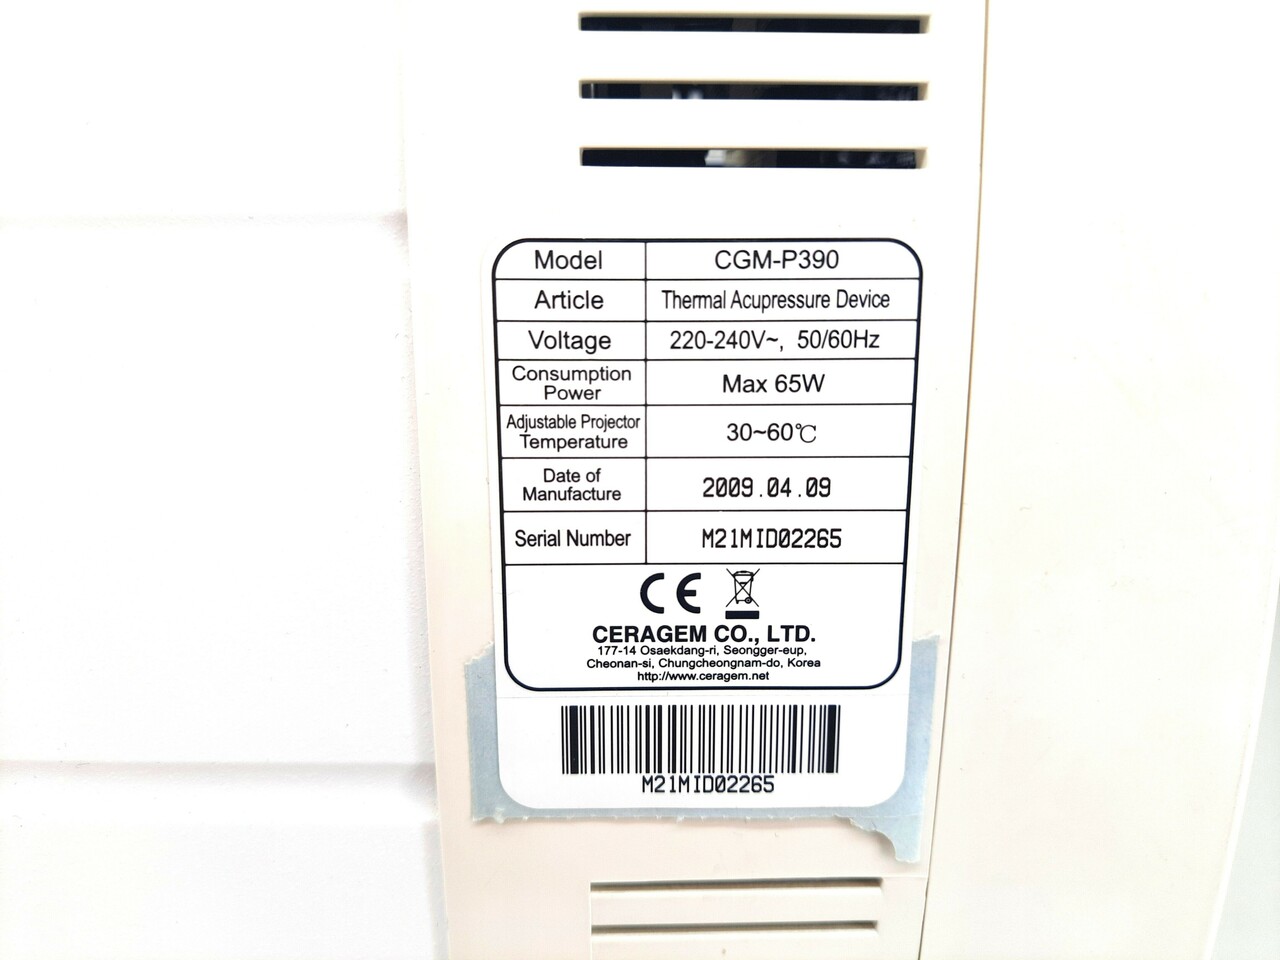 Model CGM-P390
Article Thermal Acupressure Device
Voltage 220-240V~, 50/60Hz
Consumption
Power Max 65W
Adjustable Projector
Temperature 30~60℃
Date of
Manufacture 2009.04.09
Serial Number M21MID02265
CE
CERAGEM CO., LTD.
177-14 Osaekdang-ri, Seongger-eup,
Cheonan-si, Chungcheongnam-do, Korea
http://www.ceragem.net
M21MID02265